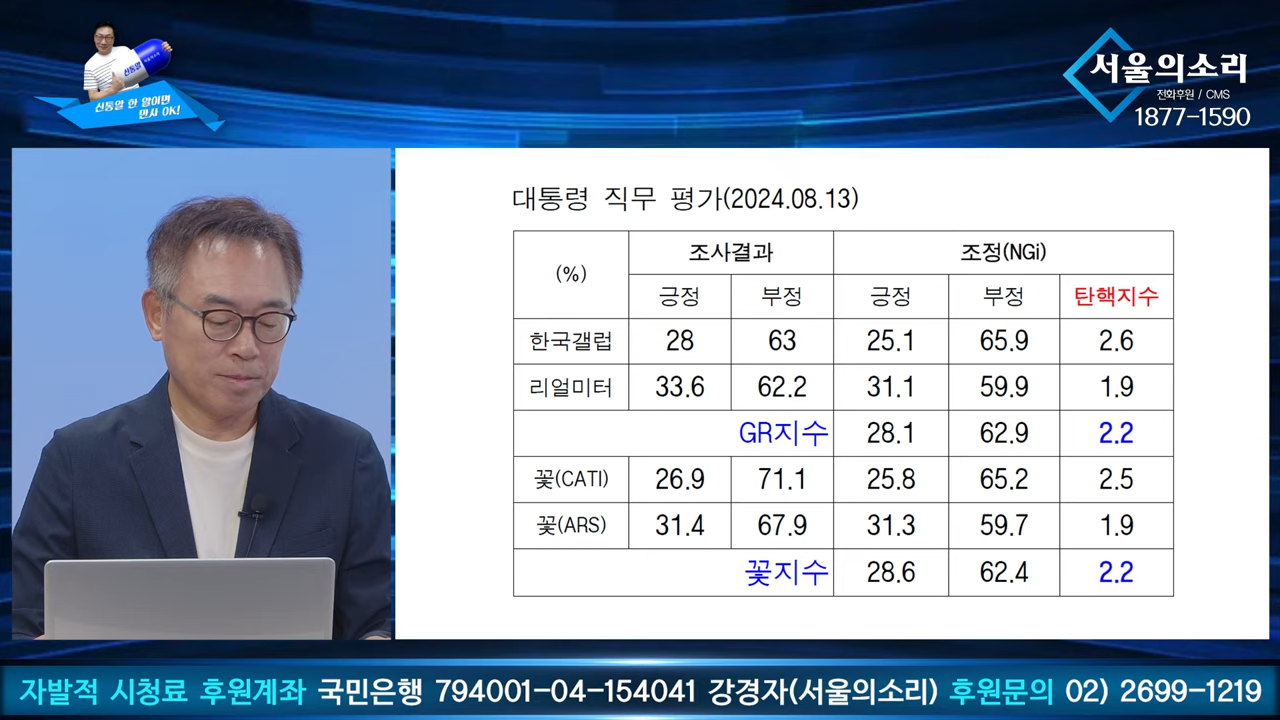 신통알
서울의소리
신통알 한 알이면
만사 OK!
서울의소리
전화후원 / CMS
1877-1590
대통령 직무 평가(2024.08.13)
(%) 조사결과 조정(NGi)
긍정 부정 긍정 부정 탄핵지수
한국갤럽 28 63 25.1 65.9 2.6
리얼미터 33.6 62.2 31.1 59.9 1.9
GR지수 28.1 62.9 2.2
꽃(CATI) 26.9 71.1 25.8 65.2 2.5
꽃(ARS) 31.4 67.9 31.3 59.7 1.9
꽃지수 28.6 62.4 2.2
자발적 시청료 후원계좌 국민은행 794001-04-154041 강경자(서울의소리) 후원문의 02) 2699-1219